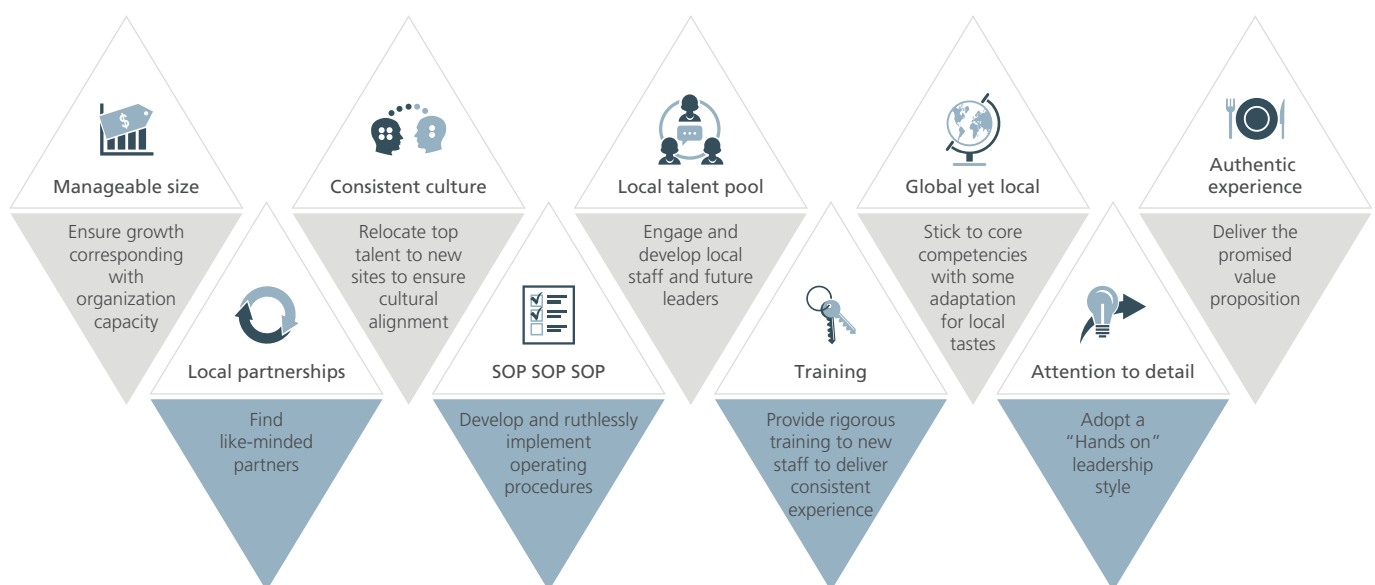 Manageable size
Ensure growth
corresponding
with
organization
capacity
Local partnerships
Find
like-minded
partners
Consistent culture
Relocate top
talent to new
sites to ensure
cultural
alignment
SOP SOP SOP
Develop and ruthlessly
implement
operating
procedures
Local talent pool
Engage and
develop local
staff and future
leaders
Training
Provide rigorous
training to new
staff to deliver
consistent
experience
Global yet local
Stick to core
competencies
with some
adaptation
for local
tastes
Attention to detail
Adopt a
“Hands on”
leadership
style
Authentic
experience
Deliver the
promised
value
proposition
$